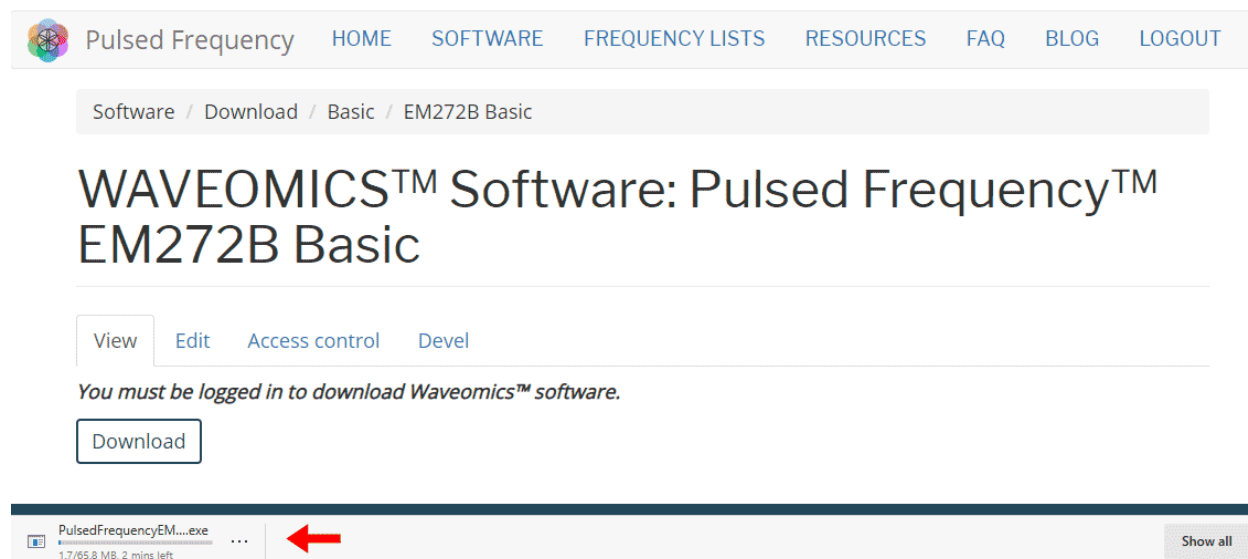 Pulsed Frequency HOME SOFTWARE FREQUENCY LISTS RESOURCES FAQ BLOG LOGOUT
Software / Download / Basic / EM272B Basic
WAVEOMICS™ Software: Pulsed Frequency™
EM272B Basic
View Edit Access control Devel
You must be logged in to download Waveomics™ software.
Download
PulsedFrequencyEM....exe ...
1.7/65.8 MB, 2 mins left
Show all